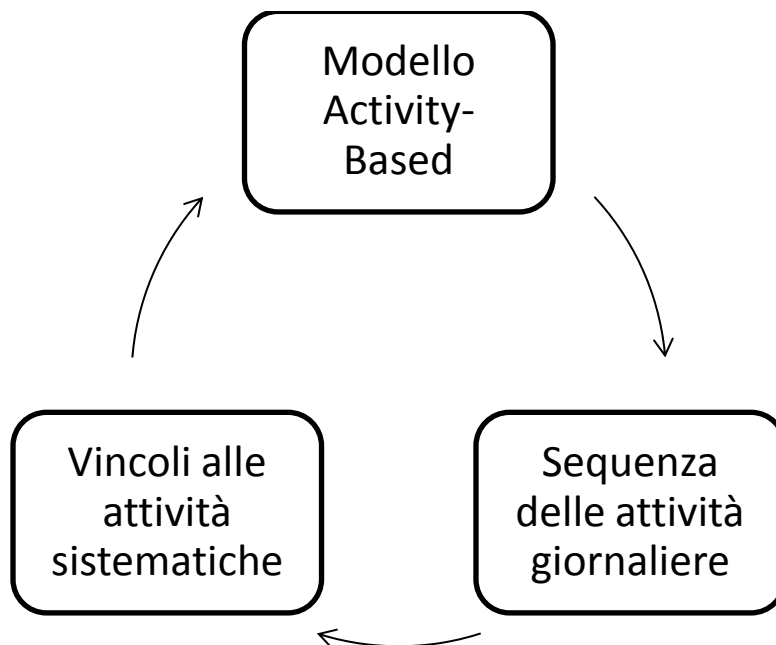 Modello
Activity-
Based
Vincoli alle
attività
sistematiche
Sequenza
delle attività
giornaliere